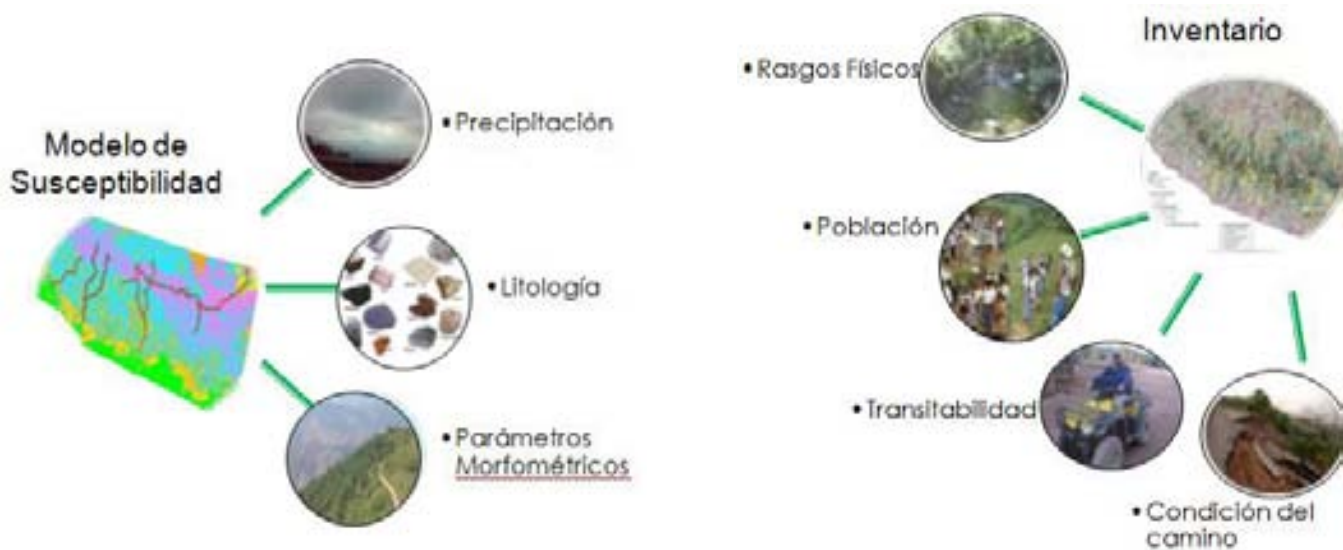 Modelo de
Susceptibilidad
• Precipitación
• Litología
• Parámetros
Morfométricos
Inventario
• Rasgos Físicos
• Población
• Transitabilidad
• Condición del
camino